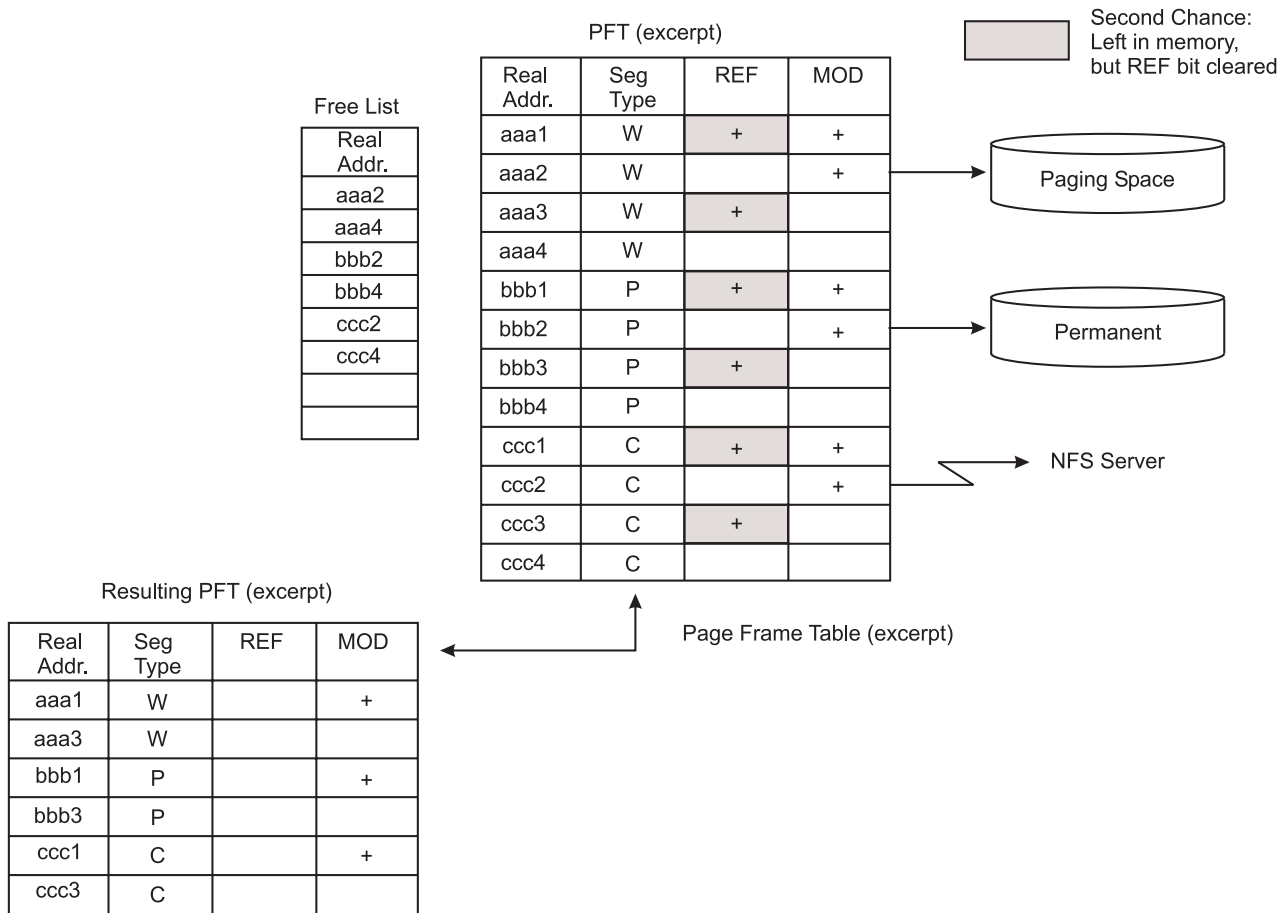 PFT (excerpt)
Second Chance:
Left in memory,
but REF bit cleared
Free List
Real
Addr.
aaa2
aaa4
bbb2
bbb4
ccc2
ccc4
Real Addr. Seg Type REF MOD
aaa1 W + +
aaa2 W +
aaa3 W +
aaa4 W
bbb1 P + +
bbb2 P +
bbb3 P +
bbb4 P
ccc1 C + +
ccc2 C +
ccc3 C +
ccc4 C
Paging Space
Permanent
NFS Server
Page Frame Table (excerpt)
Resulting PFT (excerpt)
Real Addr. Seg Type REF MOD
aaa1 W +
aaa3 W
bbb1 P +
bbb3 P
ccc1 C +
ccc3 C